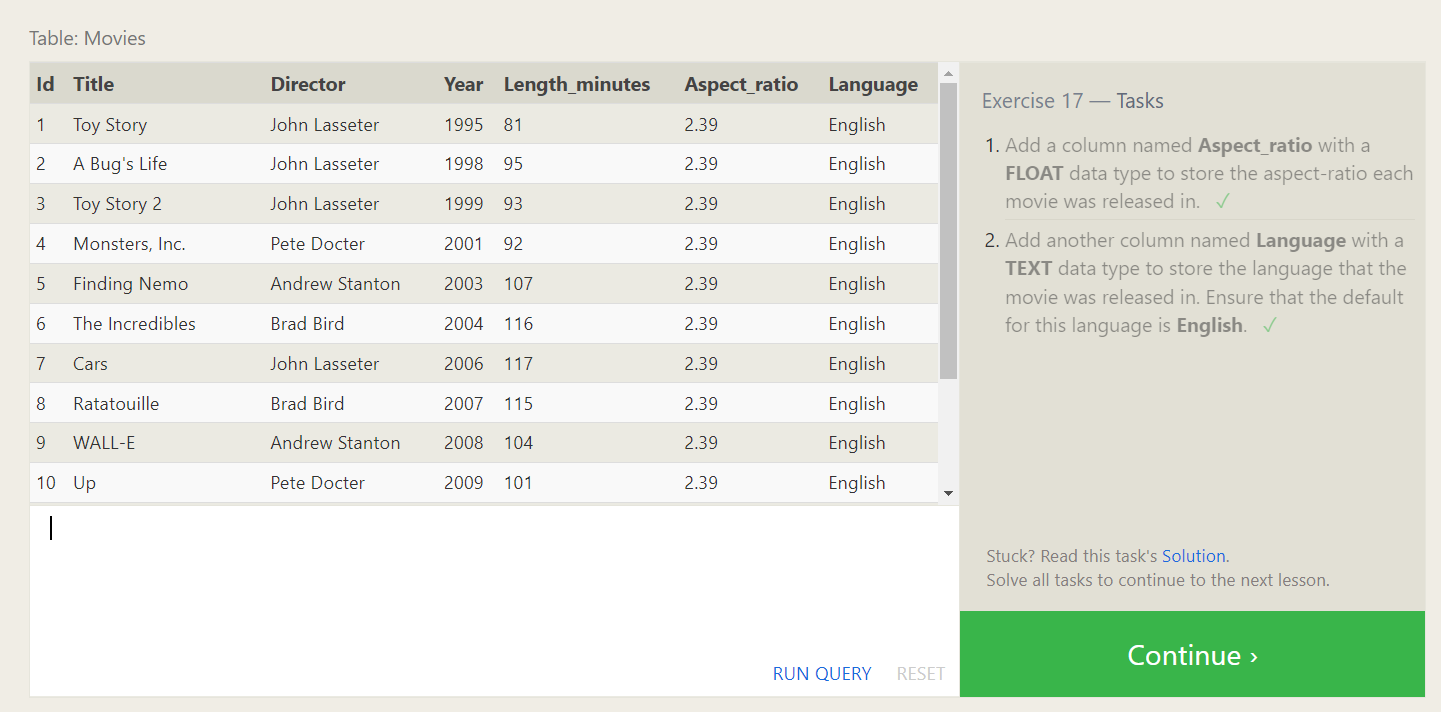 Table: Movies
Id Title Director Year Length_minutes Aspect_ratio Language
1 Toy Story John Lasseter 1995 81 2.39 English
2 A Bug's Life John Lasseter 1998 95 2.39 English
3 Toy Story 2 John Lasseter 1999 93 2.39 English
4 Monsters, Inc. Pete Docter 2001 92 2.39 English
5 Finding Nemo Andrew Stanton 2003 107 2.39 English
6 The Incredibles Brad Bird 2004 116 2.39 English
7 Cars John Lasseter 2006 117 2.39 English
8 Ratatouille Brad Bird 2007 115 2.39 English
9 WALL-E Andrew Stanton 2008 104 2.39 English
10 Up Pete Docter 2009 101 2.39 English
RUN QUERY RESET
Exercise 17 — Tasks
1. Add a column named Aspect_ratio with a
FLOAT data type to store the aspect-ratio each
movie was released in. ✓
2. Add another column named Language with a
TEXT data type to store the language that the
movie was released in. Ensure that the default
for this language is English. ✓
Stuck? Read this task's Solution.
Solve all tasks to continue to the next lesson.
Continue ›